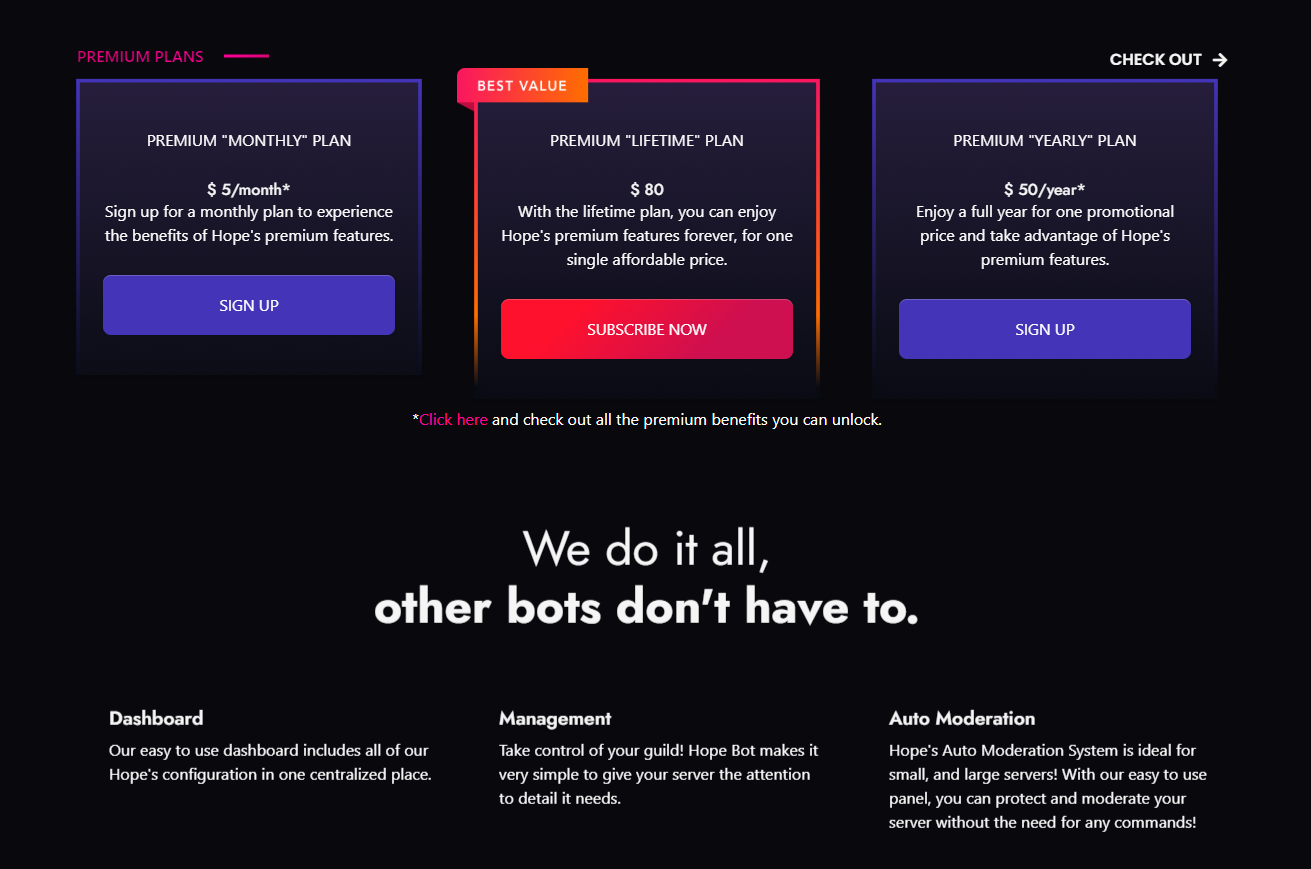 PREMIUM PLANS
CHECK OUT →
PREMIUM "MONTHLY" PLAN
$ 5/month*
Sign up for a monthly plan to experience
the benefits of Hope's premium features.
SIGN UP
BEST VALUE
PREMIUM "LIFETIME" PLAN
$ 80
With the lifetime plan, you can enjoy
Hope's premium features forever, for one
single affordable price.
SUBSCRIBE NOW
PREMIUM "YEARLY" PLAN
$ 50/year*
Enjoy a full year for one promotional
price and take advantage of Hope's
premium features.
SIGN UP
*Click here and check out all the premium benefits you can unlock.
We do it all,
other bots don't have to.
Dashboard
Our easy to use dashboard includes all of our
Hope's configuration in one centralized place.
Management
Take control of your guild! Hope Bot makes it
very simple to give your server the attention
to detail it needs.
Auto Moderation
Hope's Auto Moderation System is ideal for
small, and large servers! With our easy to use
panel, you can protect and moderate your
server without the need for any commands!